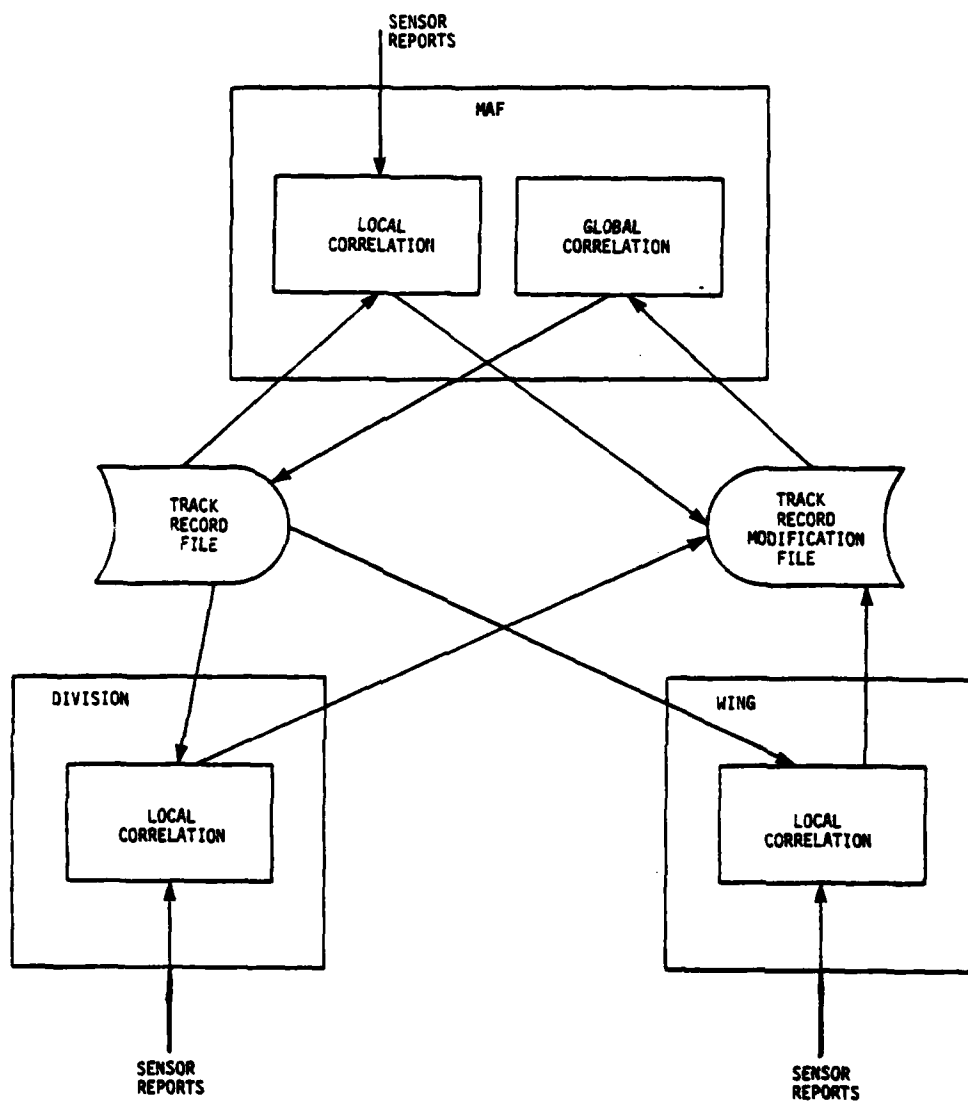 SENSOR
REPORTS
MAF
LOCAL
CORRELATION
GLOBAL
CORRELATION
TRACK
RECORD
FILE
TRACK
RECORD
MODIFICATION
FILE
DIVISION
LOCAL
CORRELATION
WING
LOCAL
CORRELATION
SENSOR
REPORTS
SENSOR
REPORTS